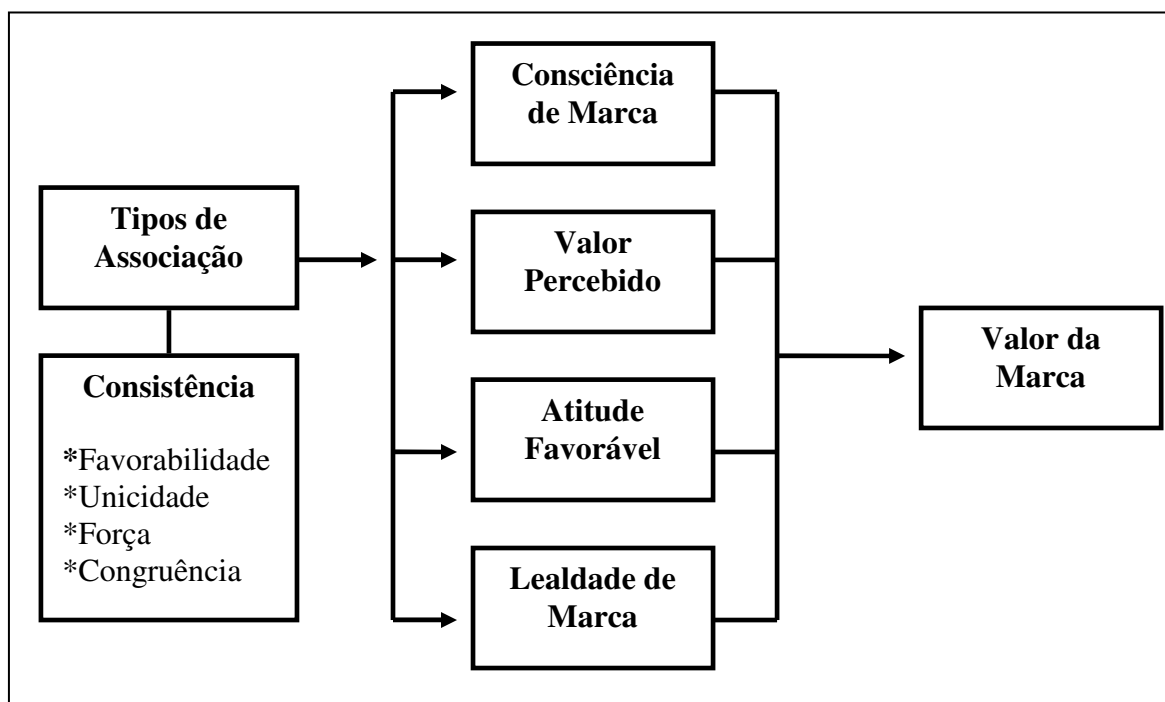 Tipos de
Associação
Consistência
*Favorabilidade
*Unicidade
*Força
*Congruência
Consciência
de Marca
Valor
Percebido
Atitude
Favorável
Lealdade de
Marca
Valor da
Marca